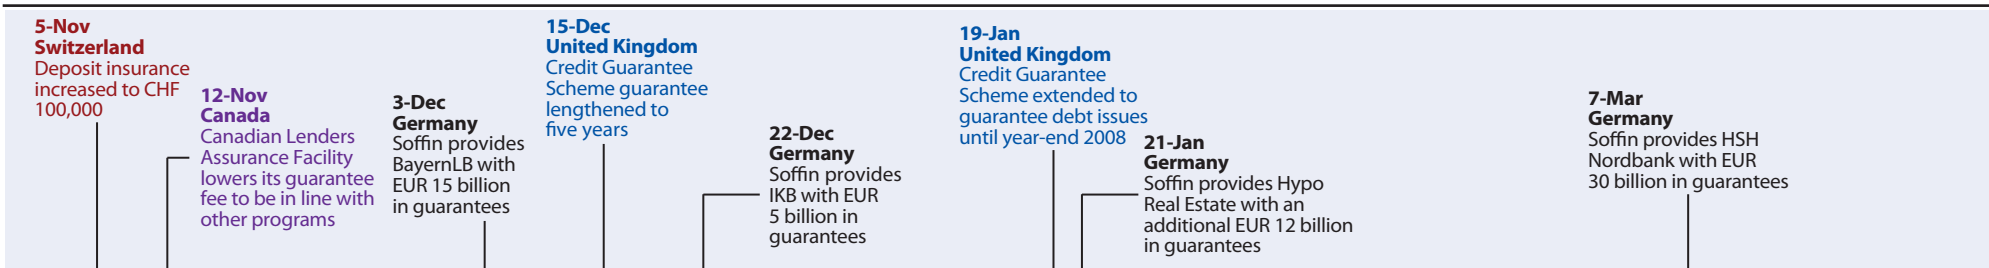 5-Nov
Switzerland
Deposit insurance
increased to CHF
100,000
12-Nov
Canada
Canadian Lenders
Assurance Facility
lowers its guarantee
fee to be in line with
other programs
3-Dec
Germany
Soffin provides
BayernLB with
EUR 15 billion
in guarantees
15-Dec
United Kingdom
Credit Guarantee
Scheme guarantee
lengthened to
five years
22-Dec
Germany
Soffin provides
IKB with EUR
5 billion in
guarantees
19-Jan
United Kingdom
Credit Guarantee
Scheme extended to
guarantee debt issues
until year-end 2008
21-Jan
Germany
Soffin provides Hypo
Real Estate with an
additional EUR 12 billion
in guarantees
7-Mar
Germany
Soffin provides HSH
Nordbank with EUR
30 billion in guarantees